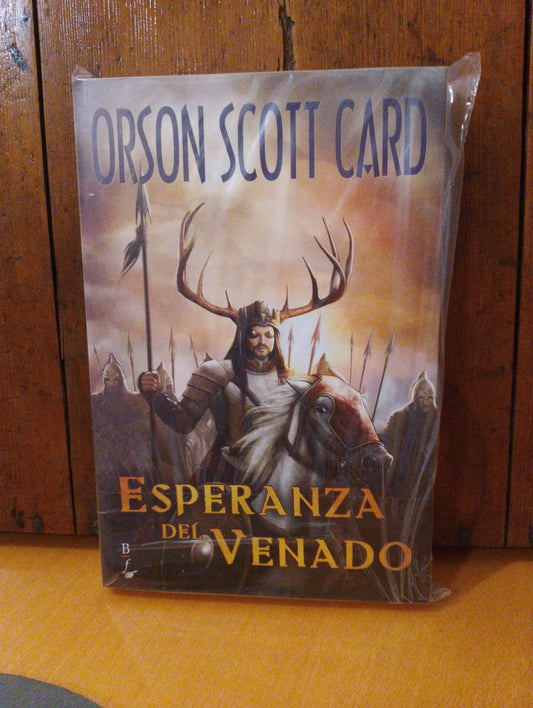 ORSON SCOTT CARD
ESPERANZA
DEL VENADO
B
f